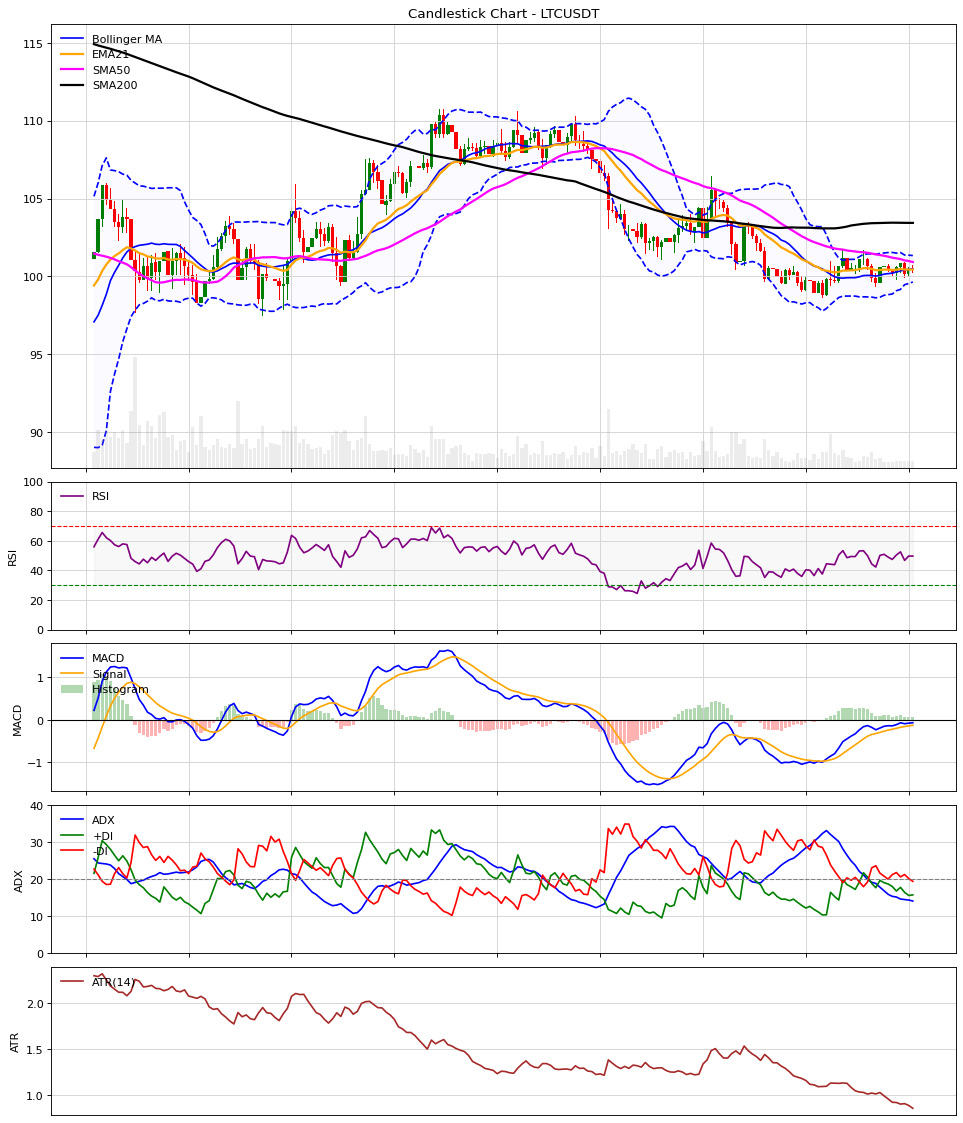 Candlestick Chart - LTCUSDT
Bollinger MA
EMA21
SMA50
SMA200
115
110
105
100
95
90
RSI
100
80
60
40
20
0
RSI
MACD
Signal
Histogram
1
0
−1
MACD
ADX
+DI
-DI
40
30
20
10
0
ADX
ATR(14)
2.0
1.5
1.0
ATR